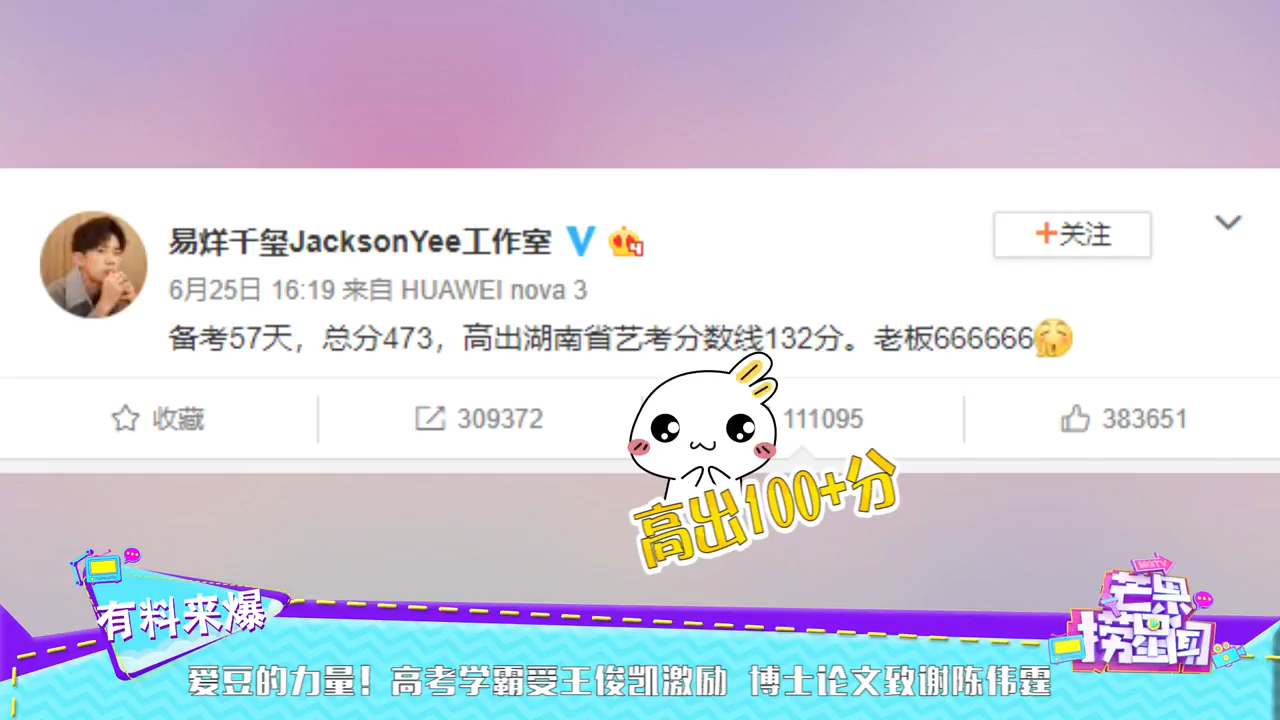 易烊千玺JacksonYee工作室
+关注
6月25日 16:19 来自 HUAWEI nova 3
备考57天，总分473，高出湖南省艺考分数线132分。老板666666
收藏
309372
111095
383651
高出100+分
有料来爆
MGTV
芒果
捞星闻
爱豆的力量！高考学霸受王俊凯激励 博士论文致谢陈伟霆